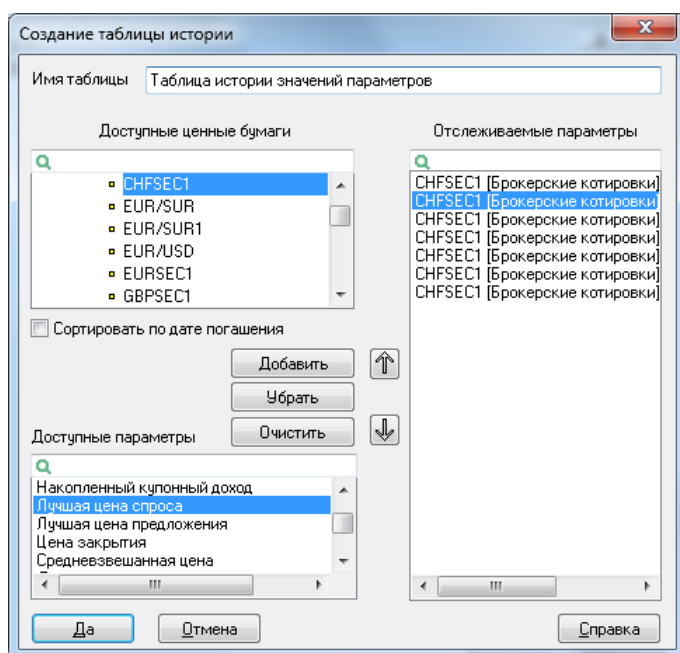 Создание таблицы истории
Имя таблицы Таблица истории значений параметров
Доступные ценные бумаги
CHFSEC1
EUR/SUR
EUR/SUR1
EUR/USD
EURSEC1
GBPSEC1
Сортировать по дате погашения
Добавить
Убрать
Очистить
Доступные параметры
Накопленный купонный доход
Лучшая цена спроса
Лучшая цена предложения
Цена закрытия
Средневзвешанная цена
Отслеживаемые параметры
CHFSEC1 [Брокерские котировки]
CHFSEC1 [Брокерские котировки]
CHFSEC1 [Брокерские котировки]
CHFSEC1 [Брокерские котировки]
CHFSEC1 [Брокерские котировки]
CHFSEC1 [Брокерские котировки]
CHFSEC1 [Брокерские котировки]
Да
Отмена
Справка